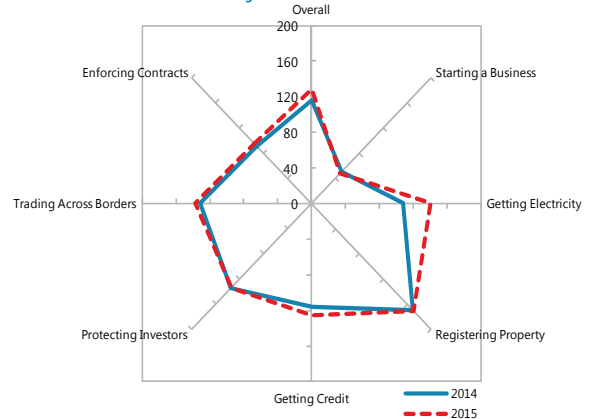 Overall
200
Enforcing Contracts
160
Starting a Business
120
80
40
Trading Across Borders
0
Getting Electricity
Protecting Investors
Registering Property
Getting Credit
2014
2015